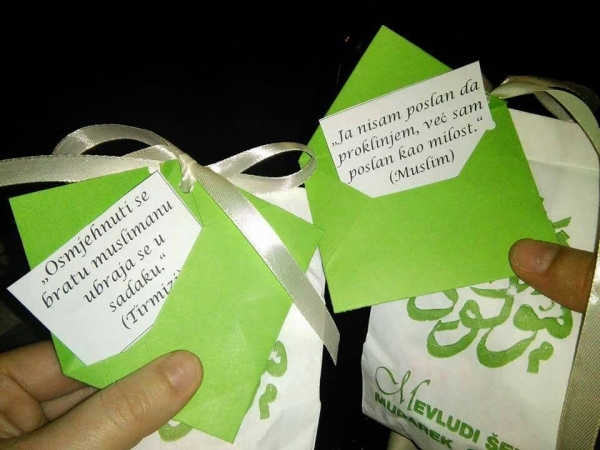 „Osmjehnuti se
bratu muslimanu
ubraja se u
sadaku.“
(Tirmizi)
„Ja nisam poslan da
proklinjem, već sam
poslan kao milost.“
(Muslim)
MEVLUDI
MUBAREK